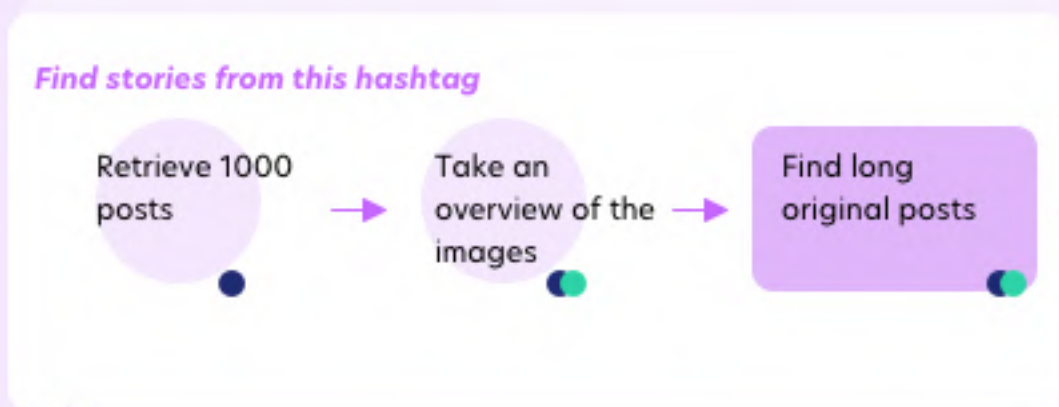 Find stories from this hashtag
Retrieve 1000
posts
Take an
overview of the
images
Find long
original posts